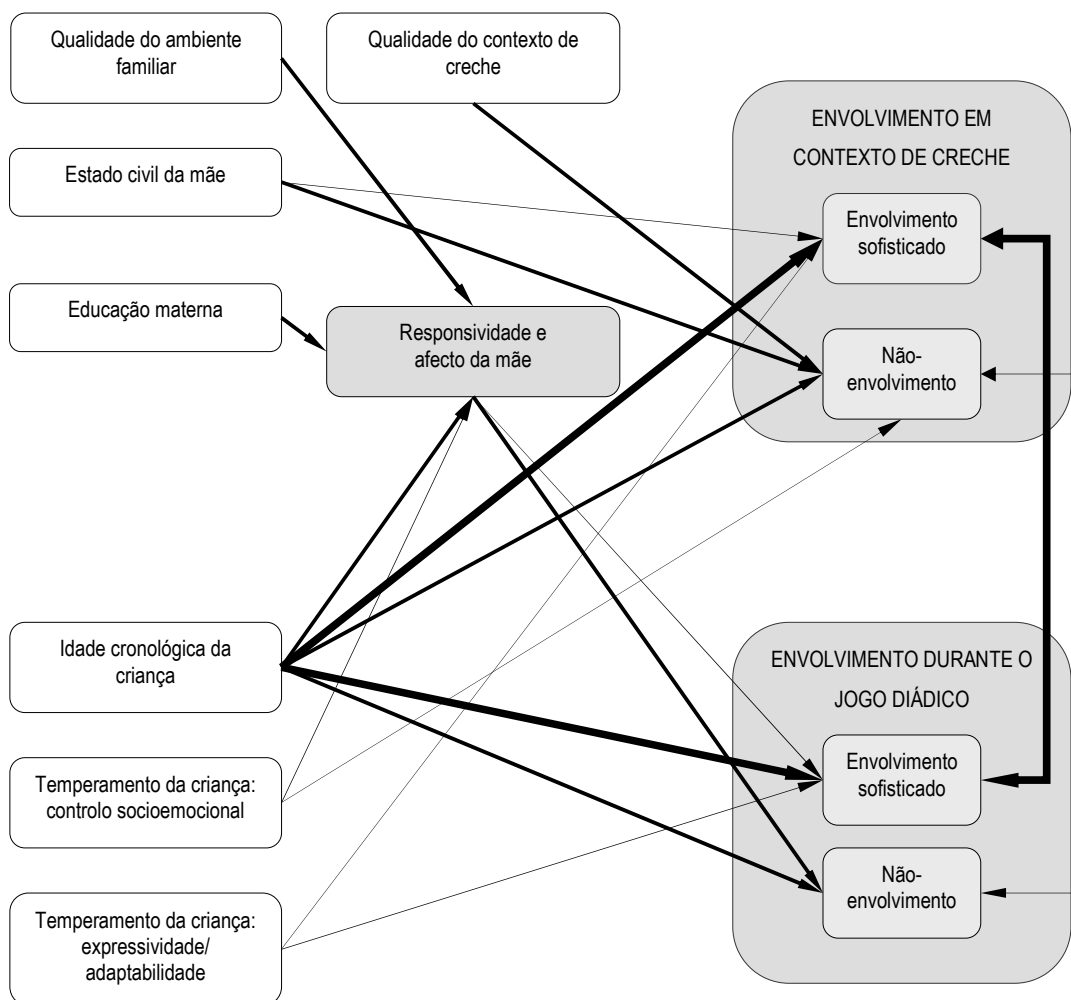 Qualidade do ambiente
familiar
Qualidade do contexto de
creche
ENVOLVIMENTO EM
CONTEXTO DE CRECHE
Estado civil da mãe
Envolvimento
sofisticado
Educação materna
Responsividade e
afecto da mãe
Não-
envolvimento
Idade cronológica da
criança
ENVOLVIMENTO DURANTE O
JOGO DIÁDICO
Envolvimento
sofisticado
Temperamento da criança:
controlo socioemocional
Não-
envolvimento
Temperamento da criança:
expressividade/
adaptabilidade